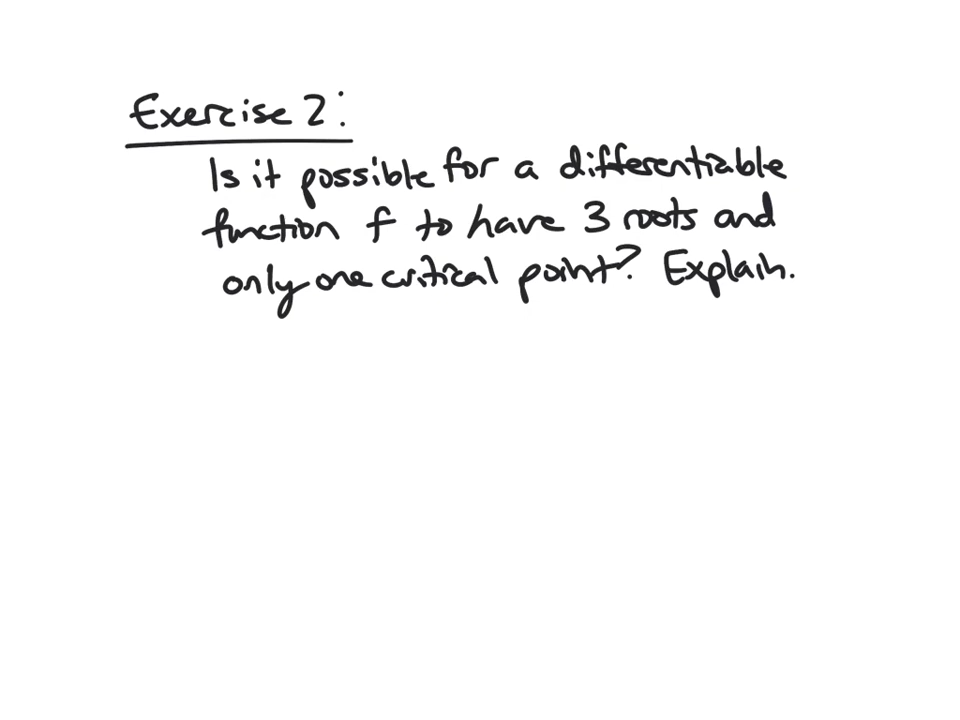 Exercise 2:
Is it possible for a differentiable
function f to have 3 roots and
only one critical point? Explain.